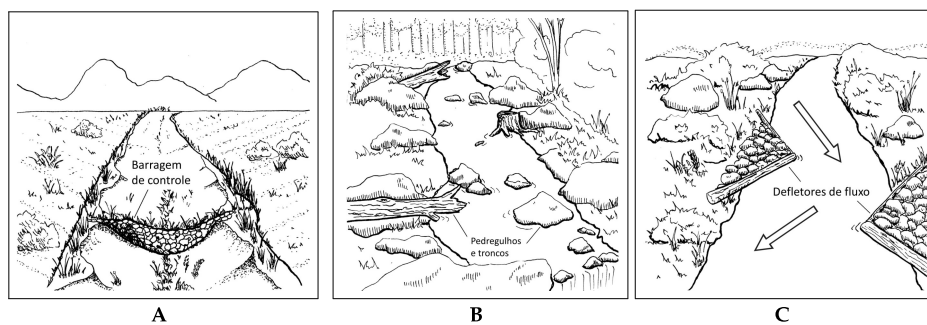 Barragem
de controle
Pedregulhos
e troncos
Defletores de fluxo
A
B
C